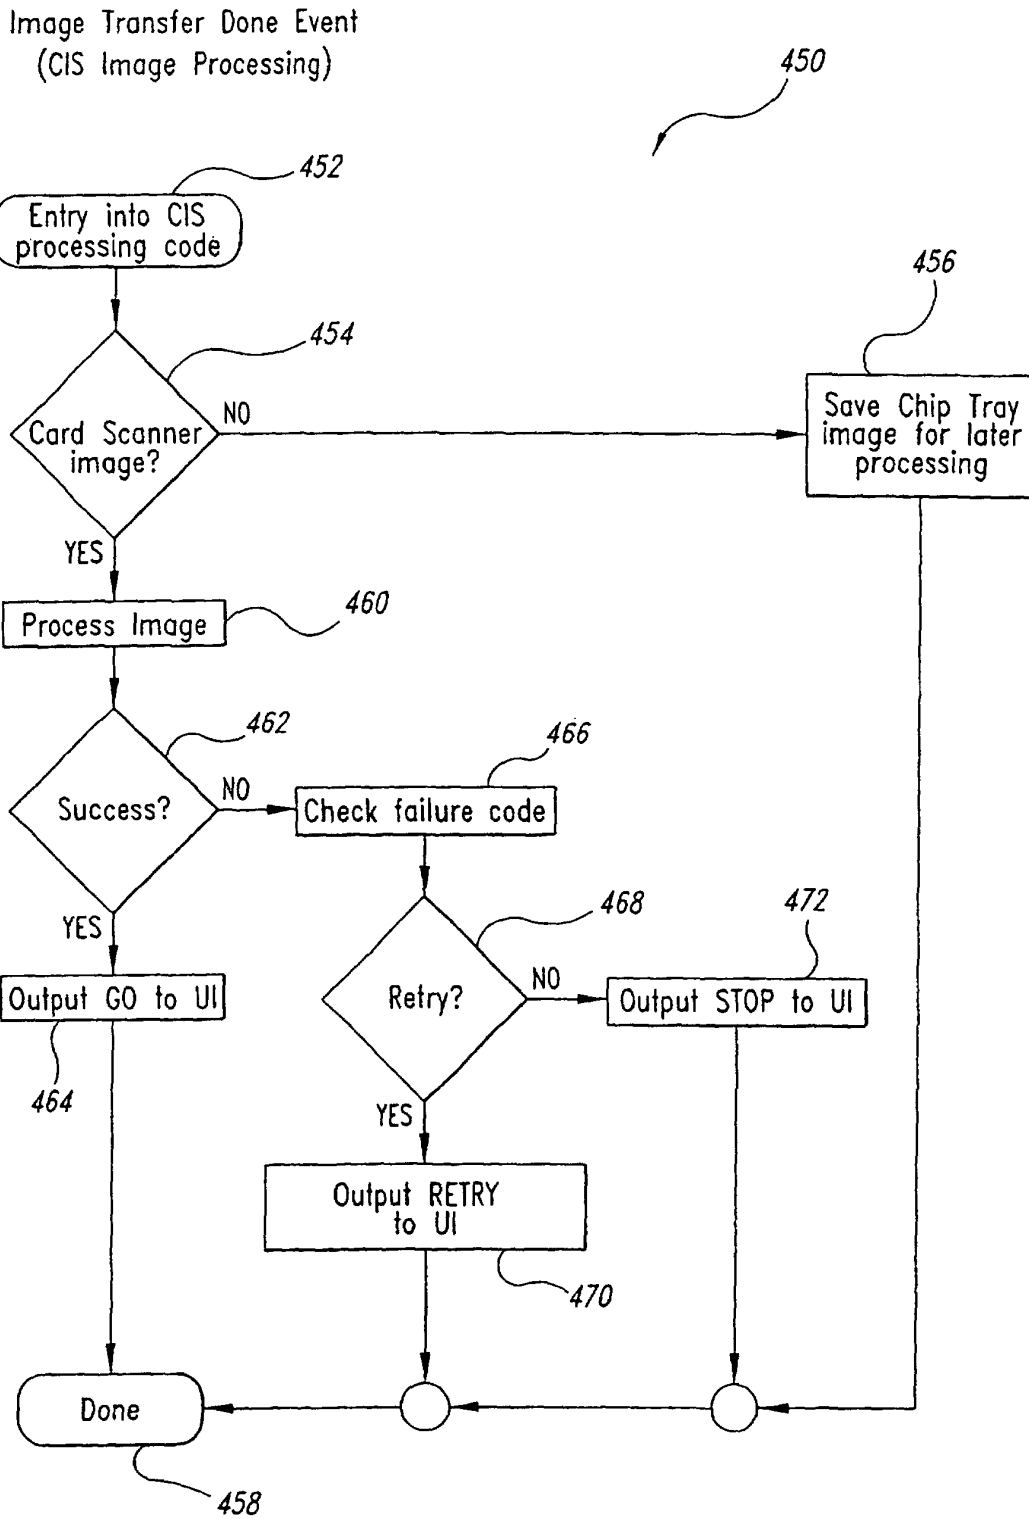 Image Transfer Done Event
(CIS Image Processing)
450
452
Entry into CIS
processing code
456
454
Save Chip Tray
image for later
processing
NO
Card Scanner
image?
YES
460
Process Image
462
466
NO
Success?
Check failure code
468
472
YES
NO
Output GO to UI
Retry?
Output STOP to UI
464
YES
Output RETRY
to UI
470
Done
458